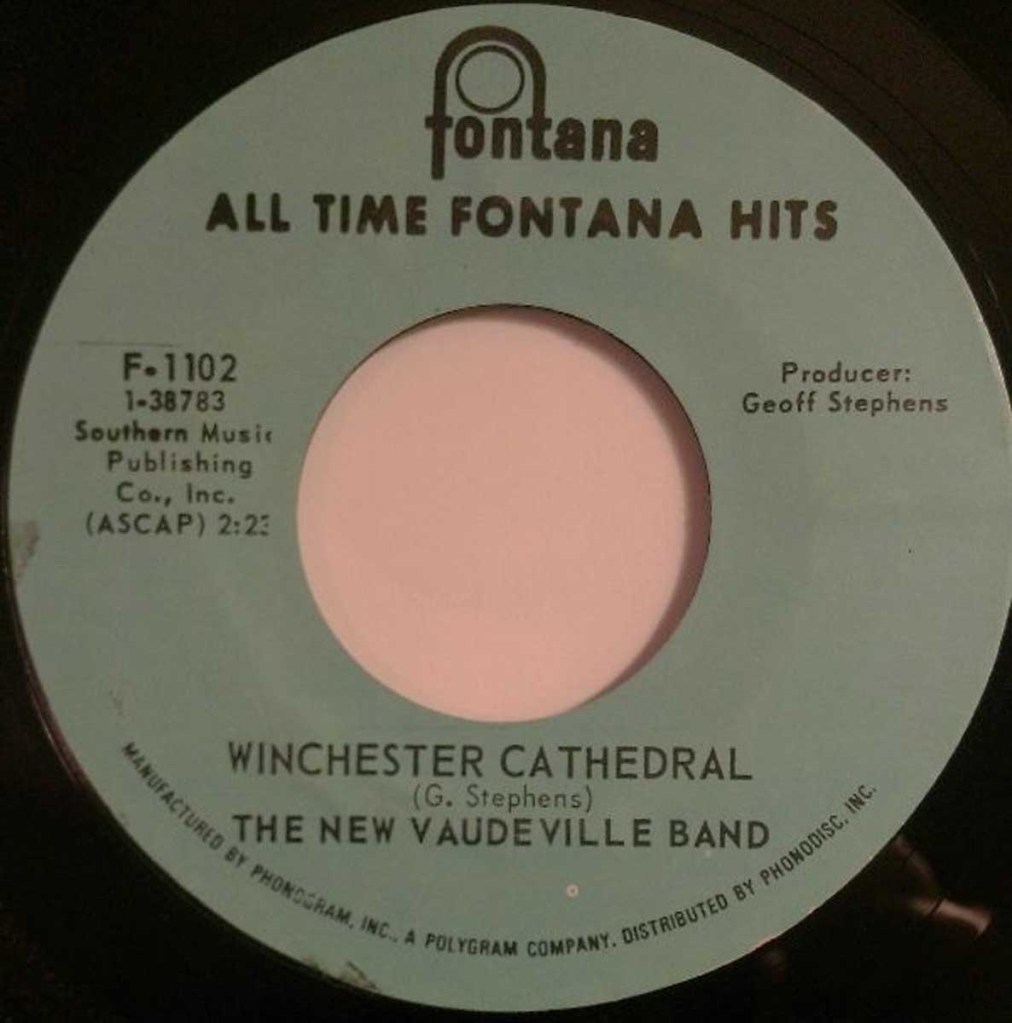 fontana
ALL TIME FONTANA HITS
F-1102
1-38783
Southern Music
Publishing
Co., Inc.
(ASCAP) 2:23
Producer:
Geoff Stephens
WINCHESTER CATHEDRAL
(G. Stephens)
THE NEW VAUDEVILLE BAND
MANUFACTURED BY PHONOGRAM, INC., A POLYGRAM COMPANY. DISTRIBUTED BY PHONODISC, INC.